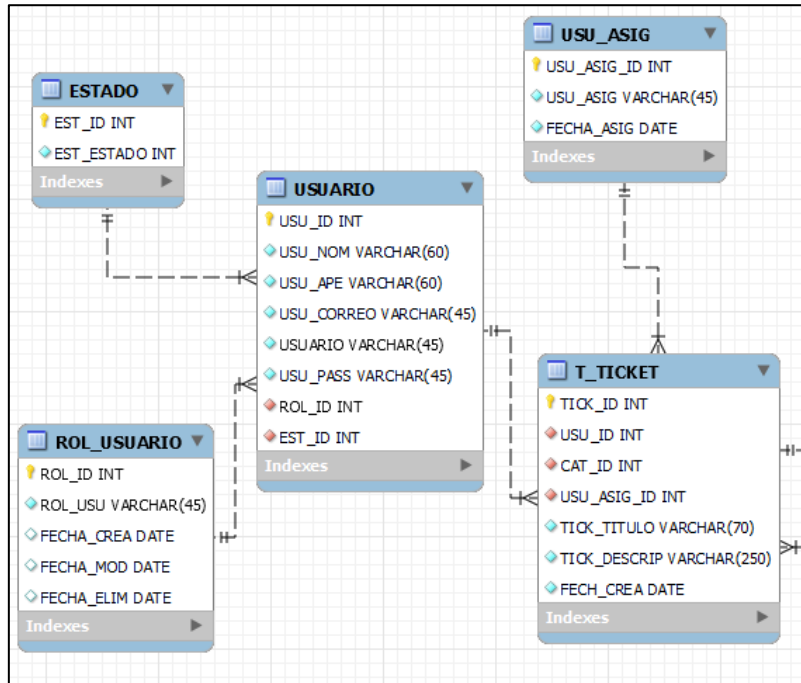 ESTADO
EST_ID INT
EST_ESTADO INT
Indexes
ROL_USUARIO
ROL_ID INT
ROL_USU VARCHAR(45)
FECHA_CREA DATE
FECHA_MOD DATE
FECHA_ELIM DATE
Indexes
USUARIO
USU_ID INT
USU_NOM VARCHAR(60)
USU_APE VARCHAR(60)
USU_CORREO VARCHAR(45)
USUARIO VARCHAR(45)
USU_PASS VARCHAR(45)
ROL_ID INT
EST_ID INT
Indexes
USU_ASIG
USU_ASIG_ID INT
USU_ASIG VARCHAR(45)
FECHA_ASIG DATE
Indexes
T_TICKET
TICK_ID INT
USU_ID INT
CAT_ID INT
USU_ASIG_ID INT
TICK_TITULO VARCHAR(70)
TICK_DESCRIP VARCHAR(250)
FECH_CREA DATE
Indexes